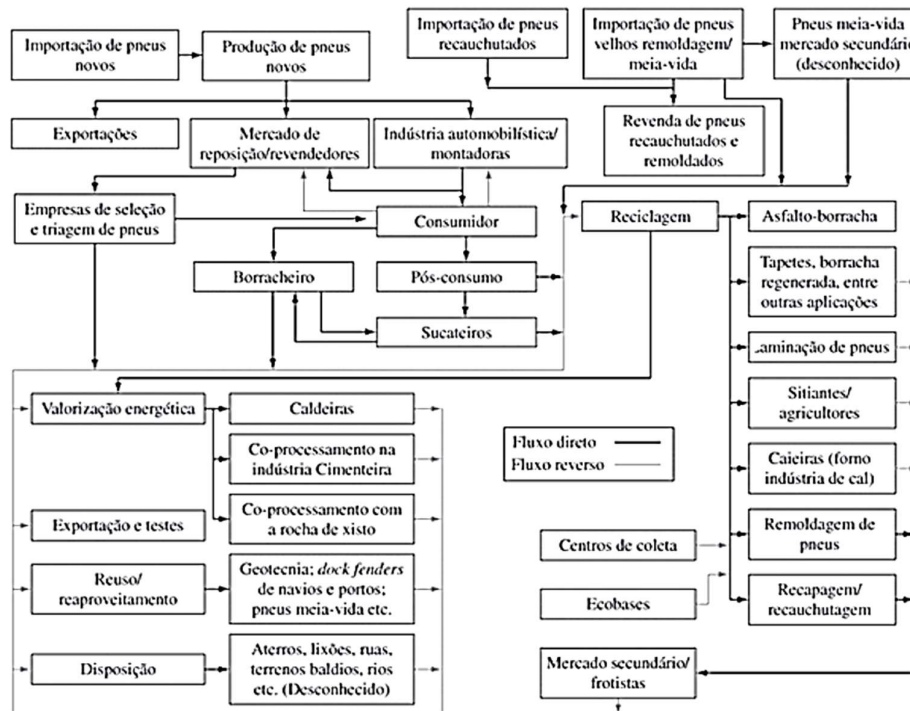 Importação de pneus
novos
Produção de pneus
novos
Importação de pneus
recauchutados
Importação de pneus
velhos remoldagem/
meia-vida
Pneus meia-vida
mercado secundário
(desconhecido)
Exportações
Mercado de
reposição/revendedores
Indústria automobilística/
montadoras
Revenda de pneus
recauchutados e
remoldados
Empresas de seleção
e triagem de pneus
Consumidor
Reciclagem
Asfalto-borracha
Borracheiro
Pós-consumo
Tapetes, borracha
regenerada, entre
outras aplicações
Sucateiros
Laminação de pneus
Valorização energética
Caldeiras
Sitiantes/
agricultores
Fluxo direto
Fluxo reverso
Co-processamento na
indústria Cimenteira
Caieiras (forno
indústria de cal)
Exportação e testes
Co-processamento com
a rocha de xisto
Centros de coleta
Remoldagem de
pneus
Reuso/
reaproveitamento
Geotecnia; dock fenders
de navios e portos;
pneus meia-vida etc.
Ecobases
Recapagem/
recauchutagem
Disposição
Aterros, lixões, ruas,
terrenos baldios, rios
etc. (Desconhecido)
Mercado secundário/
frotistas